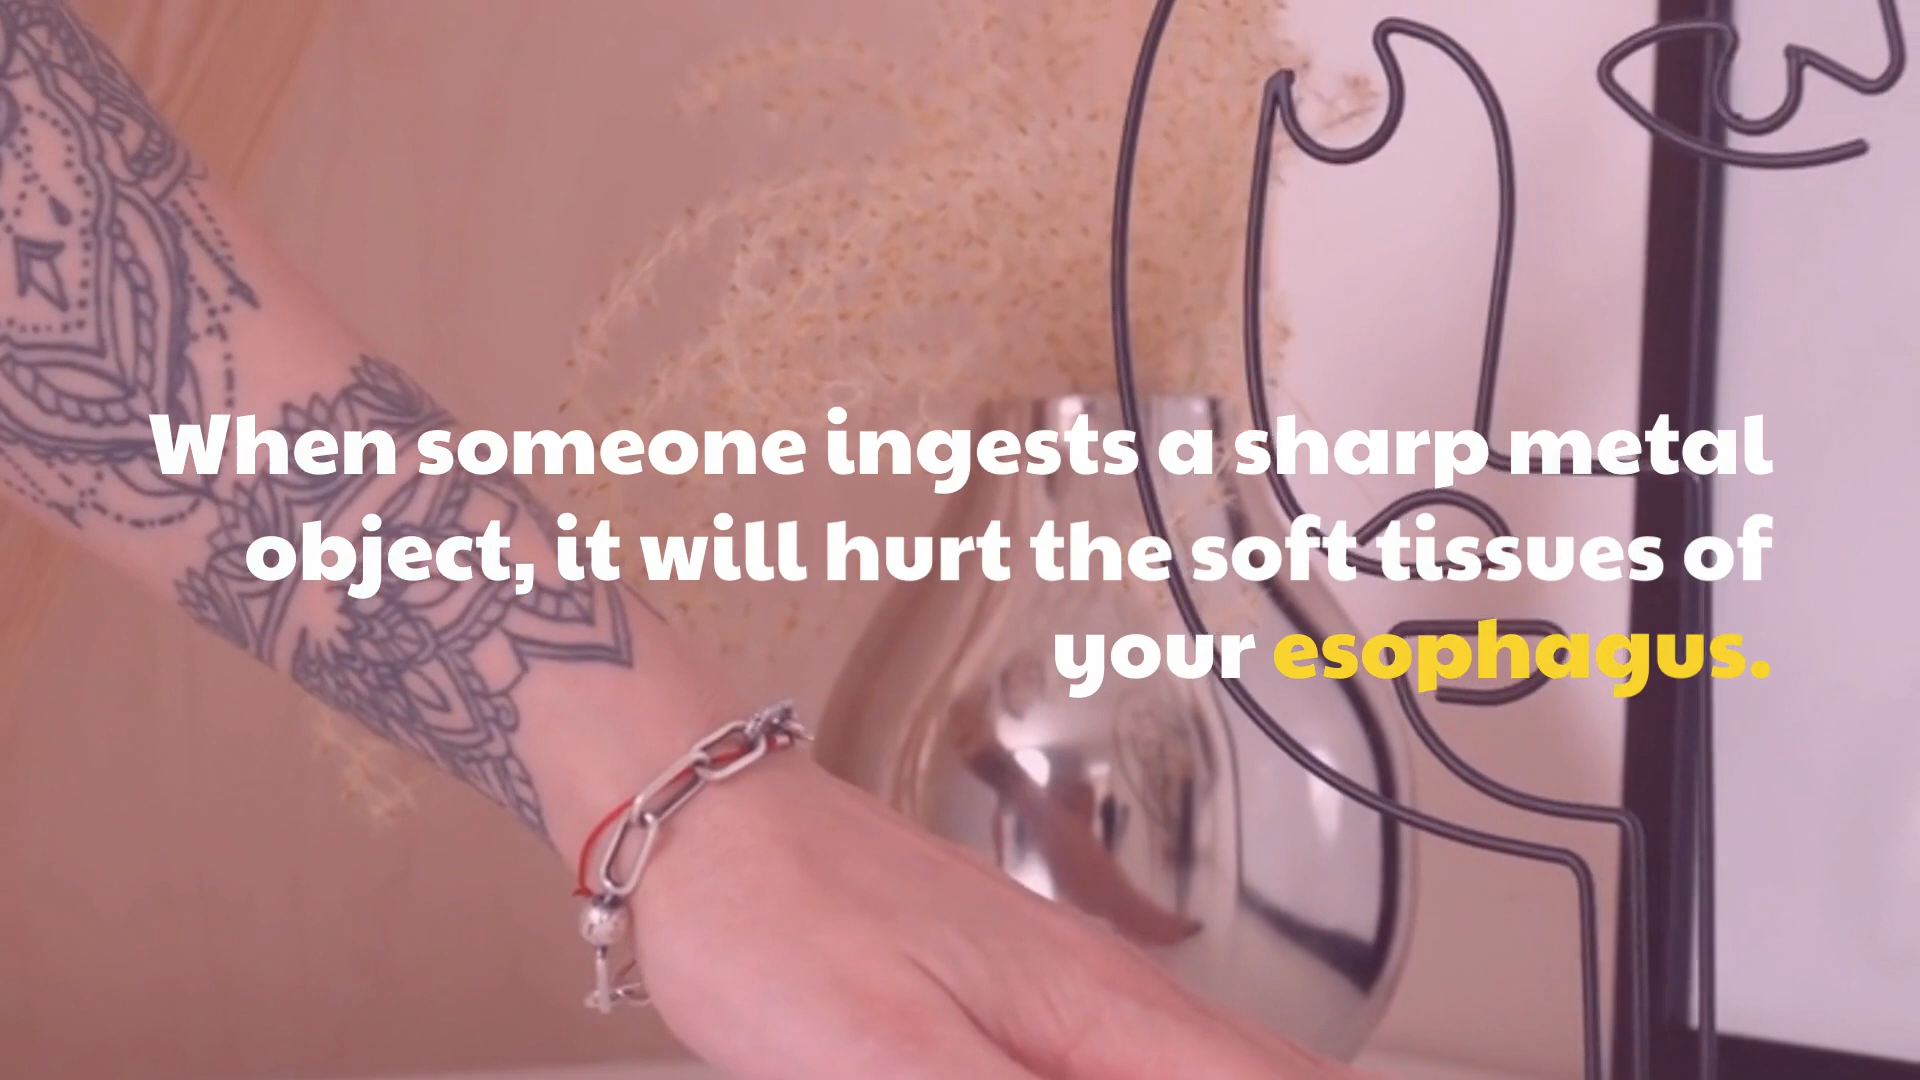 When someone ingests a sharp metal
object, it will hurt the soft tissues of
your esophagus.